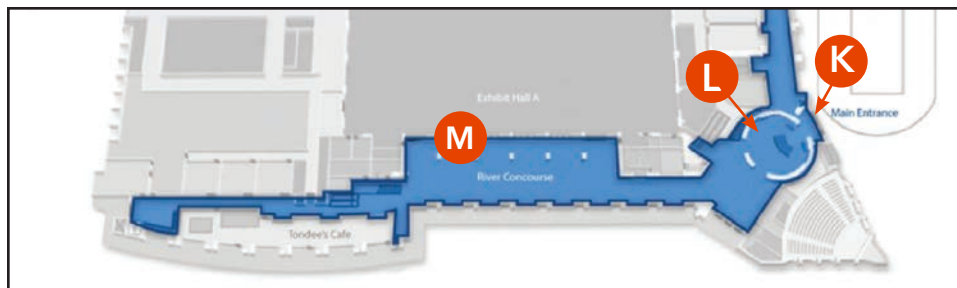 K
L
Exhibit Hall A
Main Entrance
M
River Concourse
Tondee's Cafe